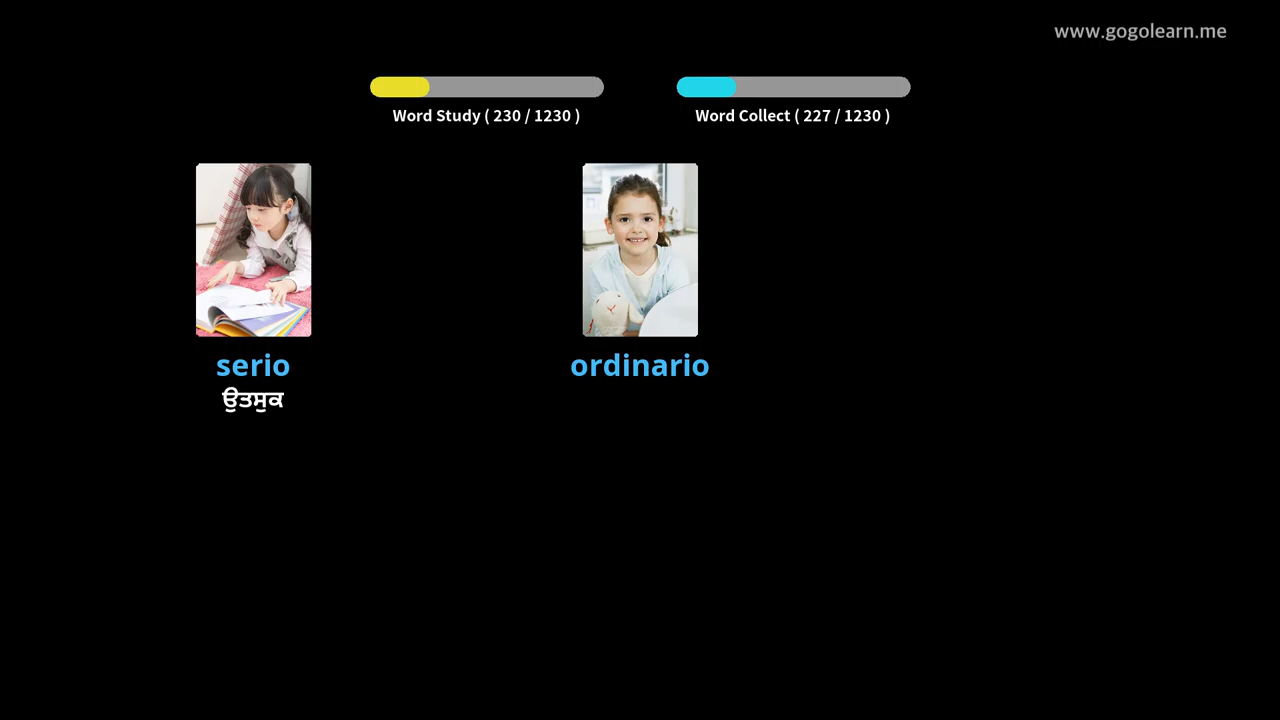 www.gogolearn.me
Word Study ( 230 / 1230 )
Word Collect ( 227 / 1230 )
serio
ordinario
ਉਤਸੁਕ